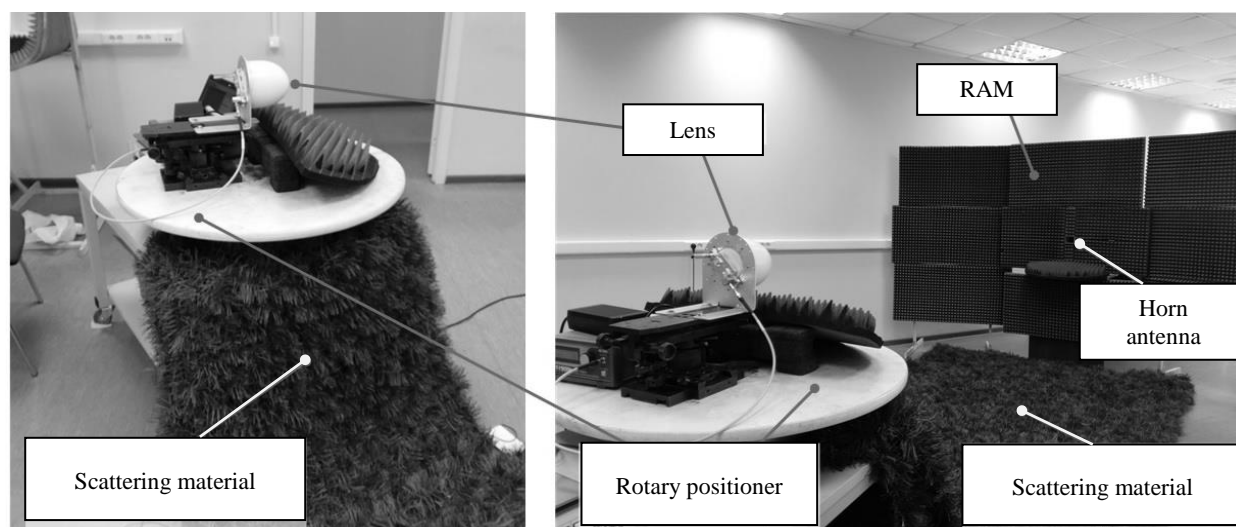 Lens
RAM
Horn
antenna
Scattering material
Rotary positioner
Scattering material